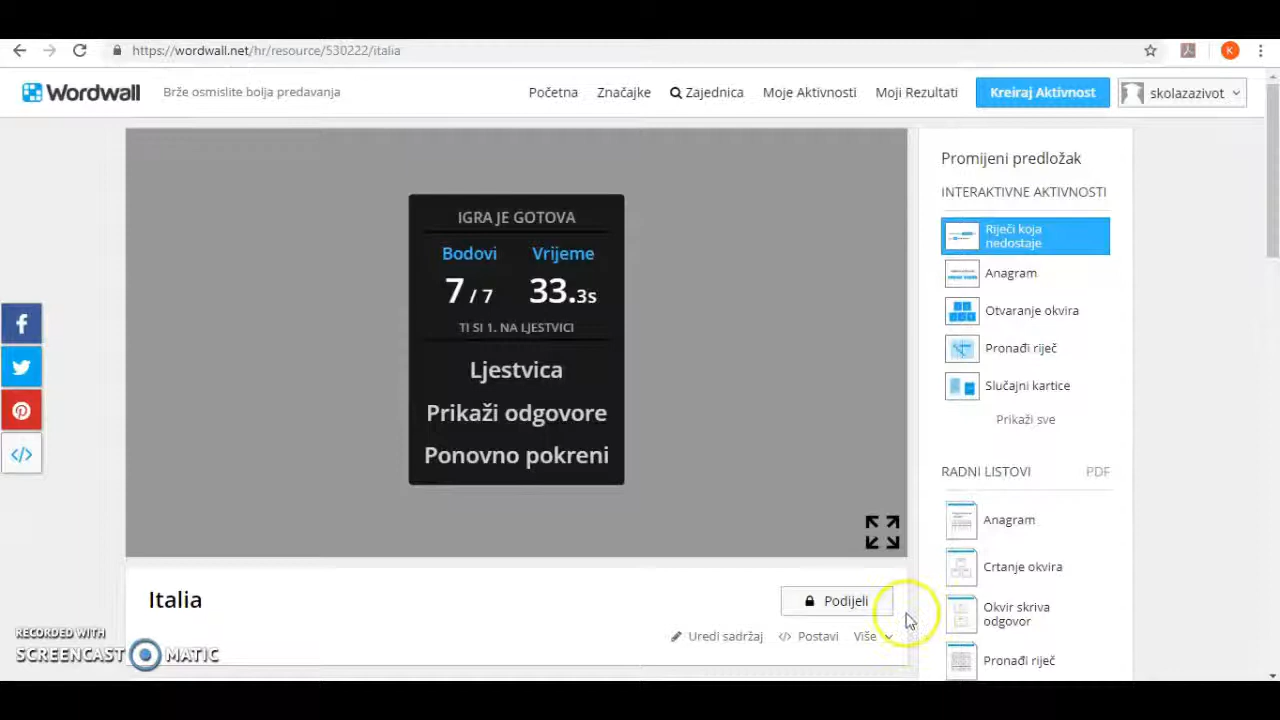 https://wordwall.net/hr/resource/530222/italia
K
Wordwall
Brže osmislite bolja predavanja
Početna
Značajke
Zajednica
Moje Aktivnosti
Moji Rezultati
Kreiraj Aktivnost
skolazazivot
IGRA JE GOTOVA
Bodovi Vrijeme
7 / 7 33.3s
TI SI 1. NA LJESTVICI
Ljestvica
Prikaži odgovore
Ponovno pokreni
Promijeni predložak
INTERAKTIVNE AKTIVNOSTI
Riječi koja
nedostaje
Anagram
Otvaranje okvira
Pronađi riječ
Slučajni kartice
Prikaži sve
RADNI LISTOVI PDF
Anagram
Crtanje okvira
Okvir skriva
odgovor
Pronađi riječ
Italia
Podijeli
Uredi sadržaj
</> Postavi
Više
RECORDED WITH
SCREENCAST MATIC